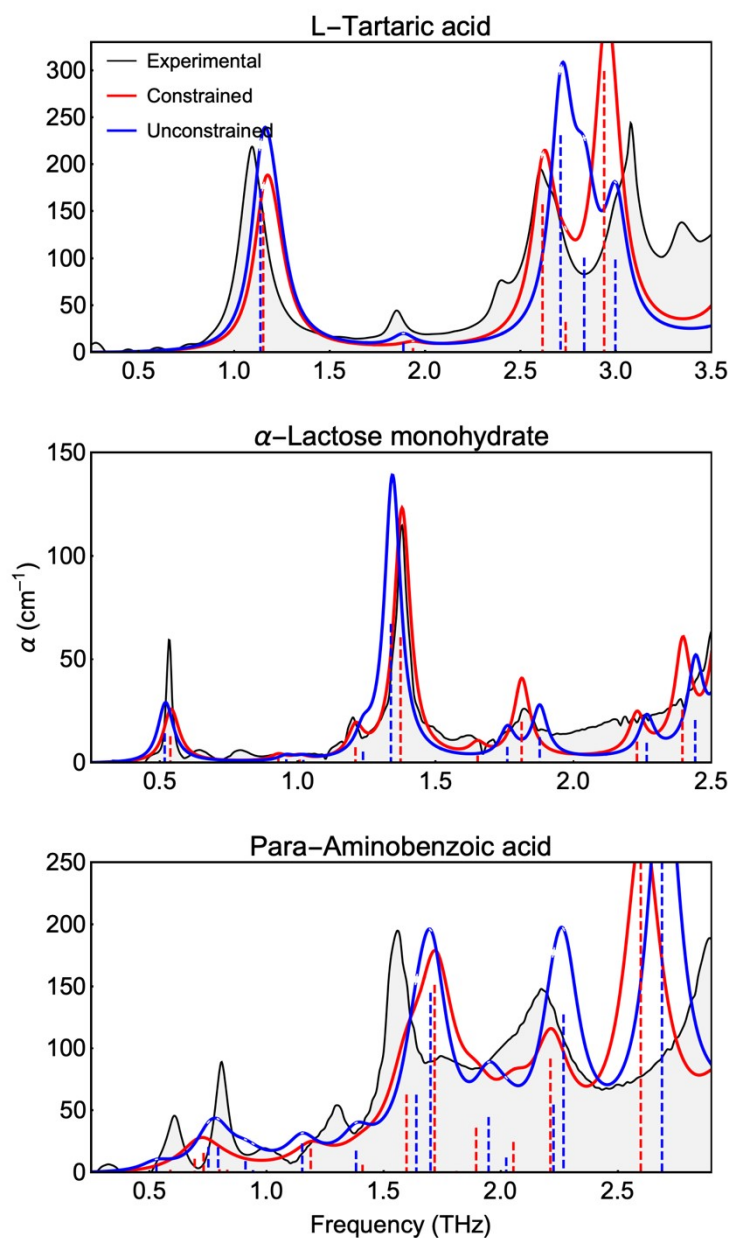 L−Tartaric acid
300
250
200
150
100
50
0
Experimental
Constrained
Unconstrained
0.5 1.0 1.5 2.0 2.5 3.0 3.5
α−Lactose monohydrate
150
100
50
0
α (cm⁻¹)
0.5 1.0 1.5 2.0 2.5
Para−Aminobenzoic acid
250
200
150
100
50
0
0.5 1.0 1.5 2.0 2.5
Frequency (THz)